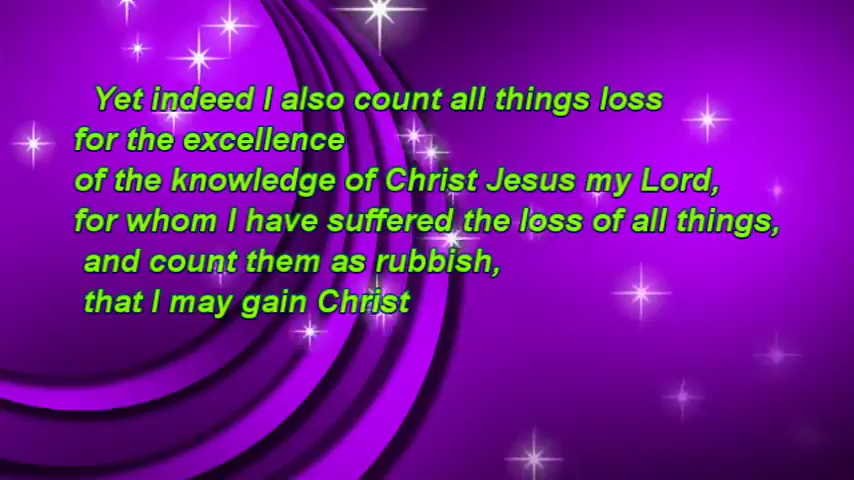 Yet indeed I also count all things loss
for the excellence
of the knowledge of Christ Jesus my Lord,
for whom I have suffered the loss of all things,
and count them as rubbish,
that I may gain Christ